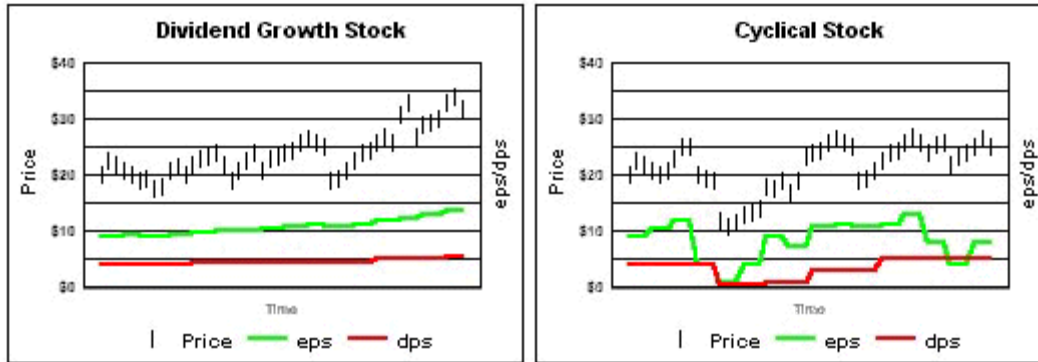 Dividend Growth Stock
$40
$30
$20
$10
$0
Price
eps/dps
Time
Price eps dps
Cyclical Stock
$40
$30
$20
$10
$0
Price
eps/dps
Time
Price eps dps